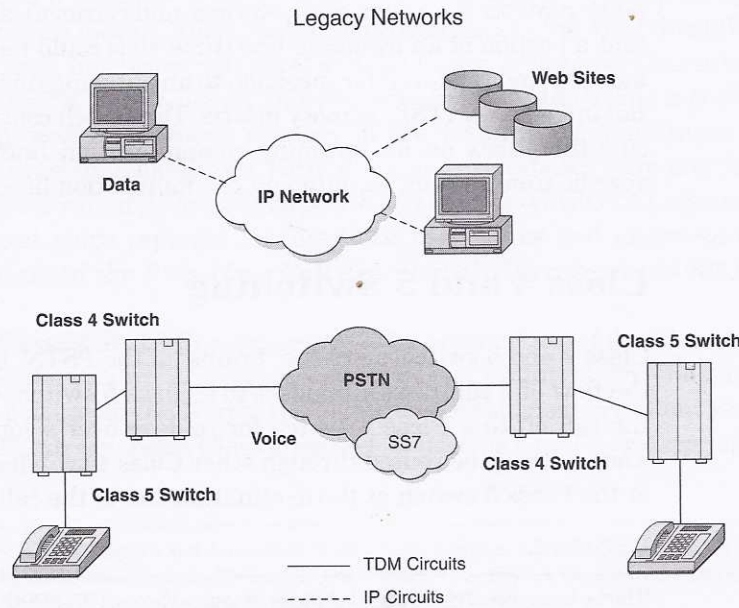 Legacy Networks
Web Sites
Data
IP Network
Class 4 Switch
Class 5 Switch
PSTN
Voice
SS7
Class 4 Switch
Class 5 Switch
TDM Circuits
IP Circuits